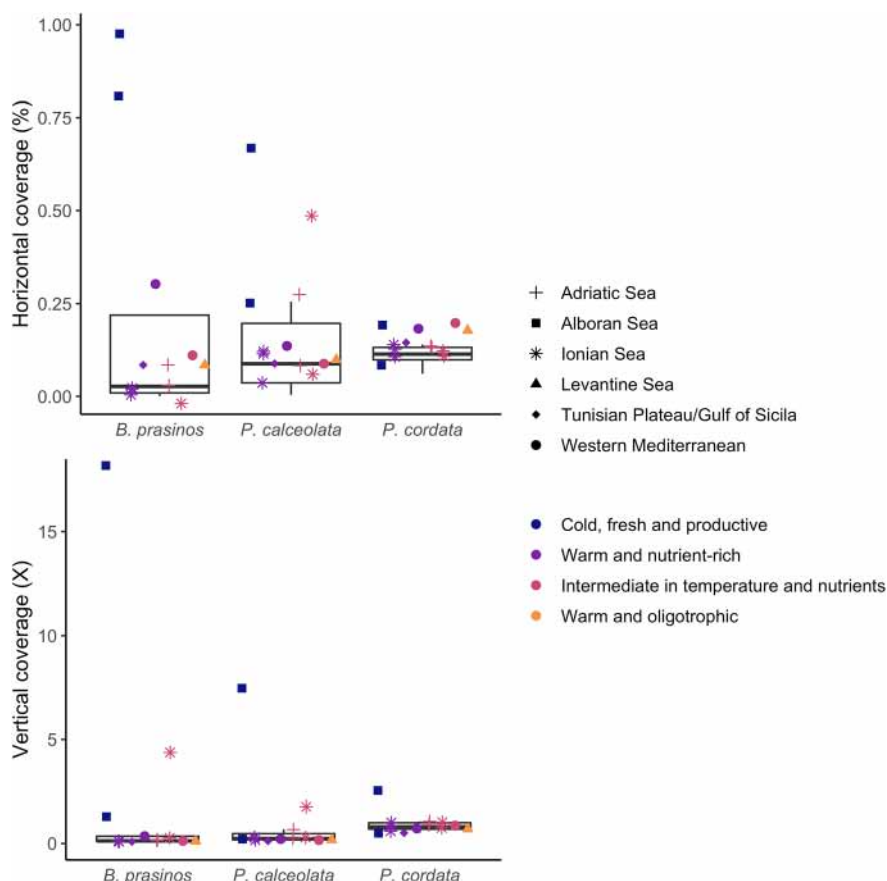 Horizontal coverage (%)
1.00
0.75
0.50
0.25
0.00
B. prasinos P. calceolata P. cordata
Adriatic Sea
Alboran Sea
Ionian Sea
Levantine Sea
Tunisian Plateau/Gulf of Sicila
Western Mediterranean
Cold, fresh and productive
Warm and nutrient-rich
Intermediate in temperature and nutrients
Warm and oligotrophic
Vertical coverage (X)
15
10
5
0
B. prasinos P. calceolata P. cordata